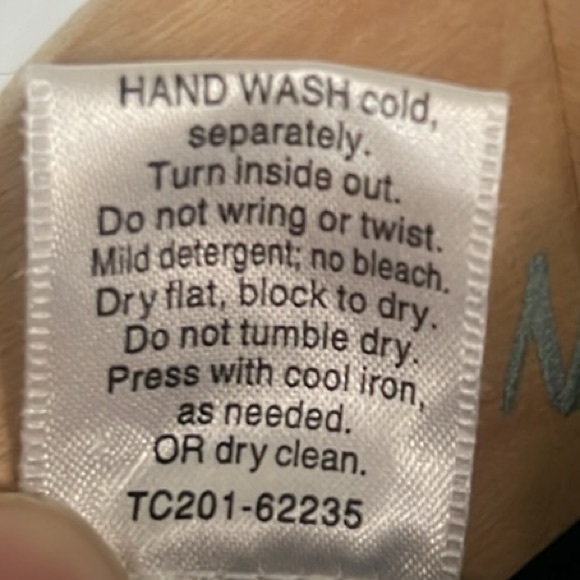 HAND WASH cold,
separately.
Turn inside out.
Do not wring or twist.
Mild detergent; no bleach.
Dry flat, block to dry.
Do not tumble dry.
Press with cool iron,
as needed.
OR dry clean.
TC201-62235